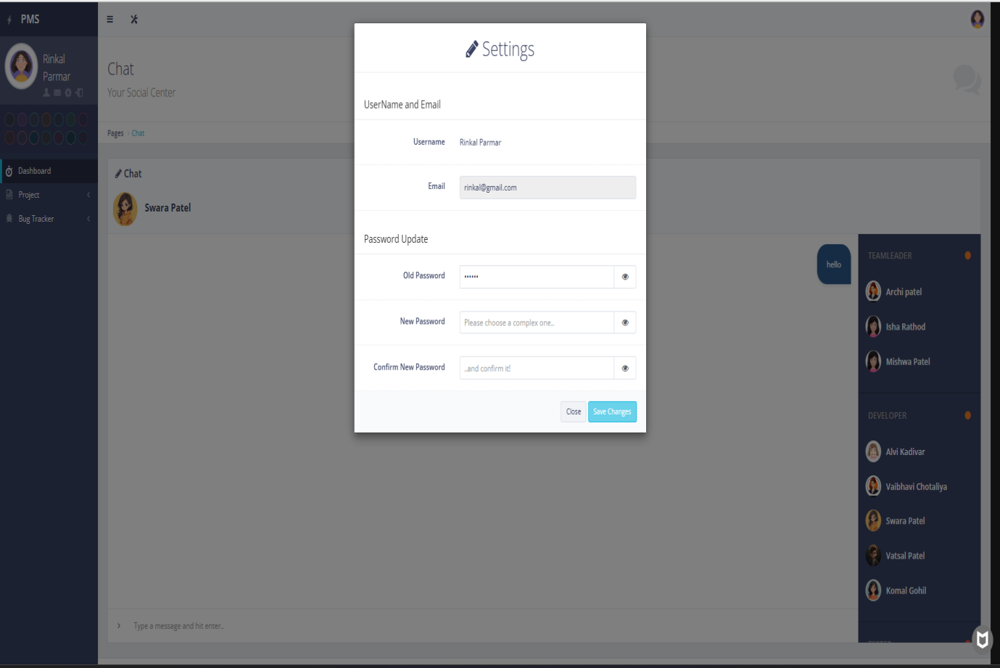 PMS
Rinkal
Parmar
Dashboard
Project
Bug Tracker
Chat
Your Social Center
Pages
Chat
Chat
Swara Patel
hello
Type a message and hit enter..
Settings
UserName and Email
Username
Rinkal Parmar
Email
rinkal@gmail.com
Password Update
Old Password
••••••
New Password
Please choose a complex one..
Confirm New Password
..and confirm it!
Close
Save Changes
TEAMLEADER
Archi patel
Isha Rathod
Mishwa Patel
DEVELOPER
Alvi Kadivar
Vaibhavi Chotaliya
Swara Patel
Vatsal Patel
Komal Gohil